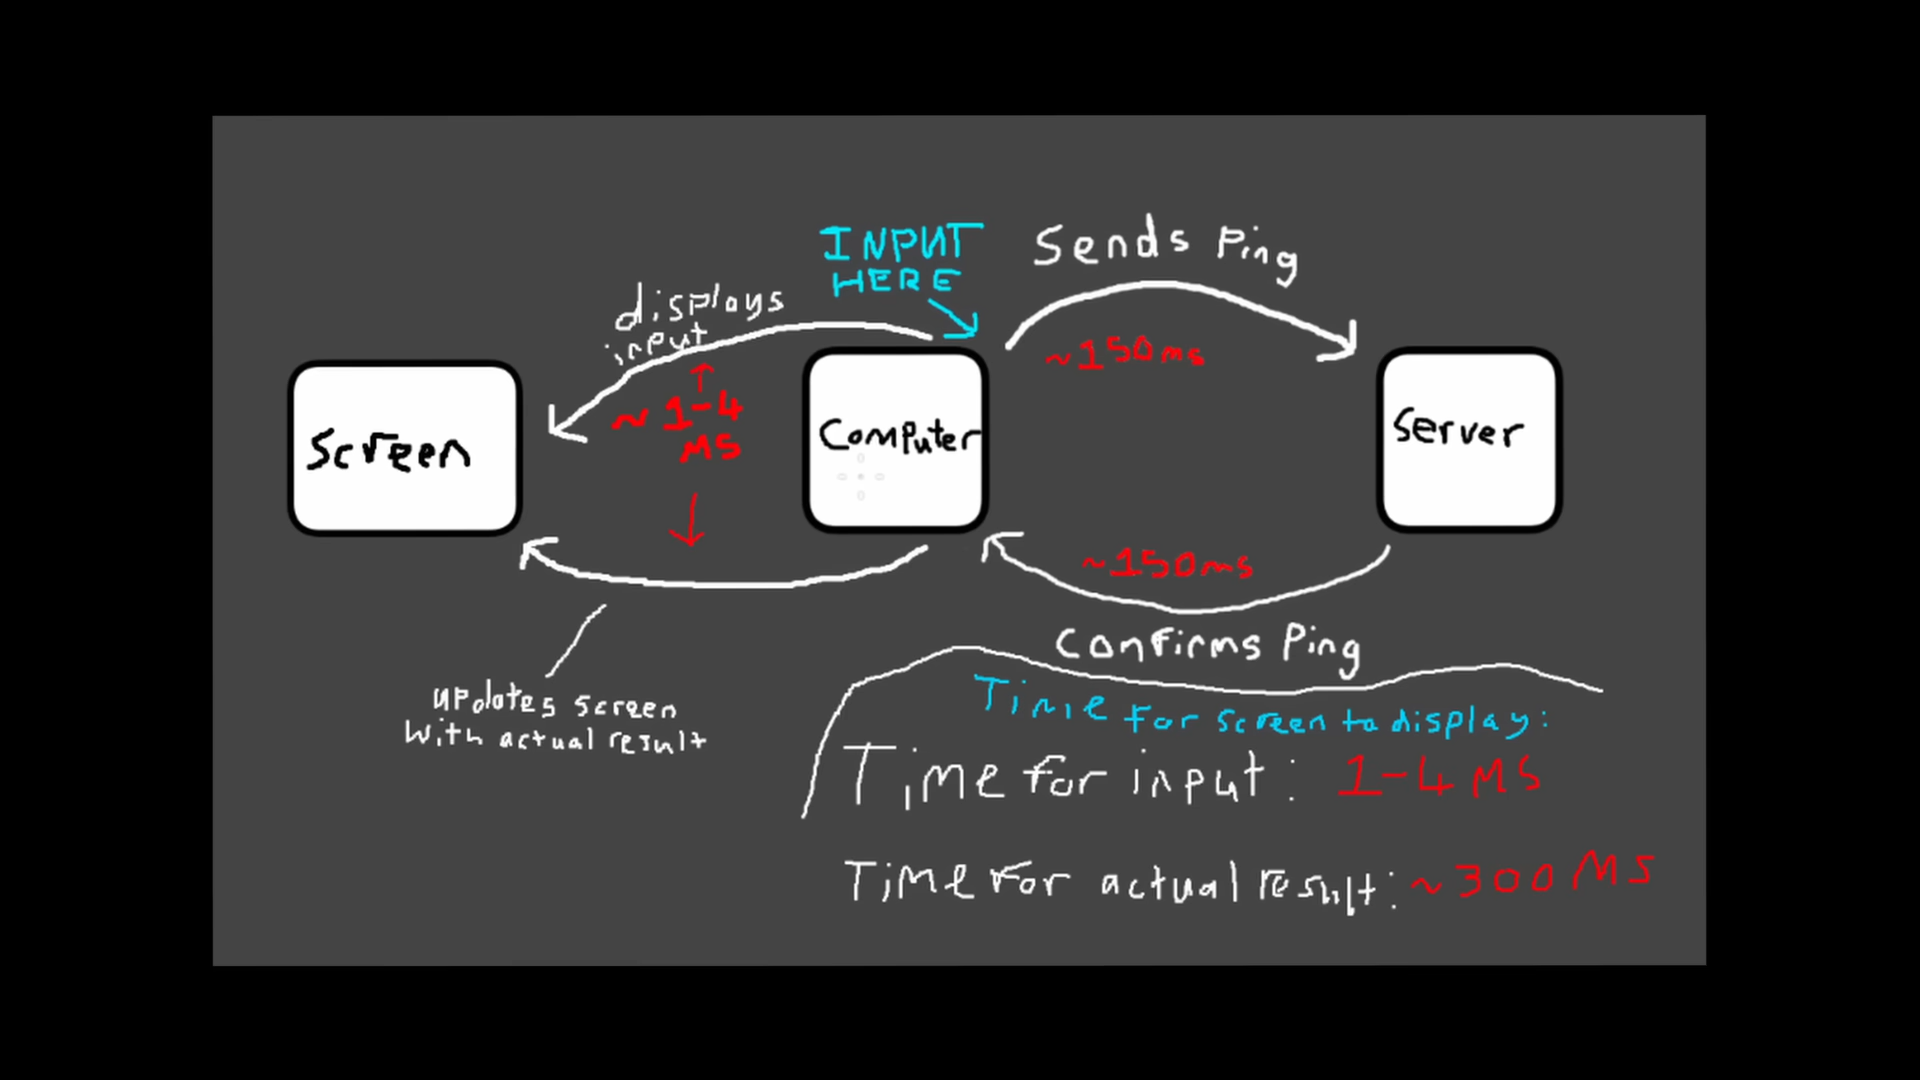 INPUT
HERE
Sends Ping
displays
input
~150ms
~ 1-4
MS
Screen
Computer
Server
~150ms
Confirms Ping
updates screen
with actual result
Time for screen to display:
Time for input: 1-4 MS
Time for actual result: ~300 MS